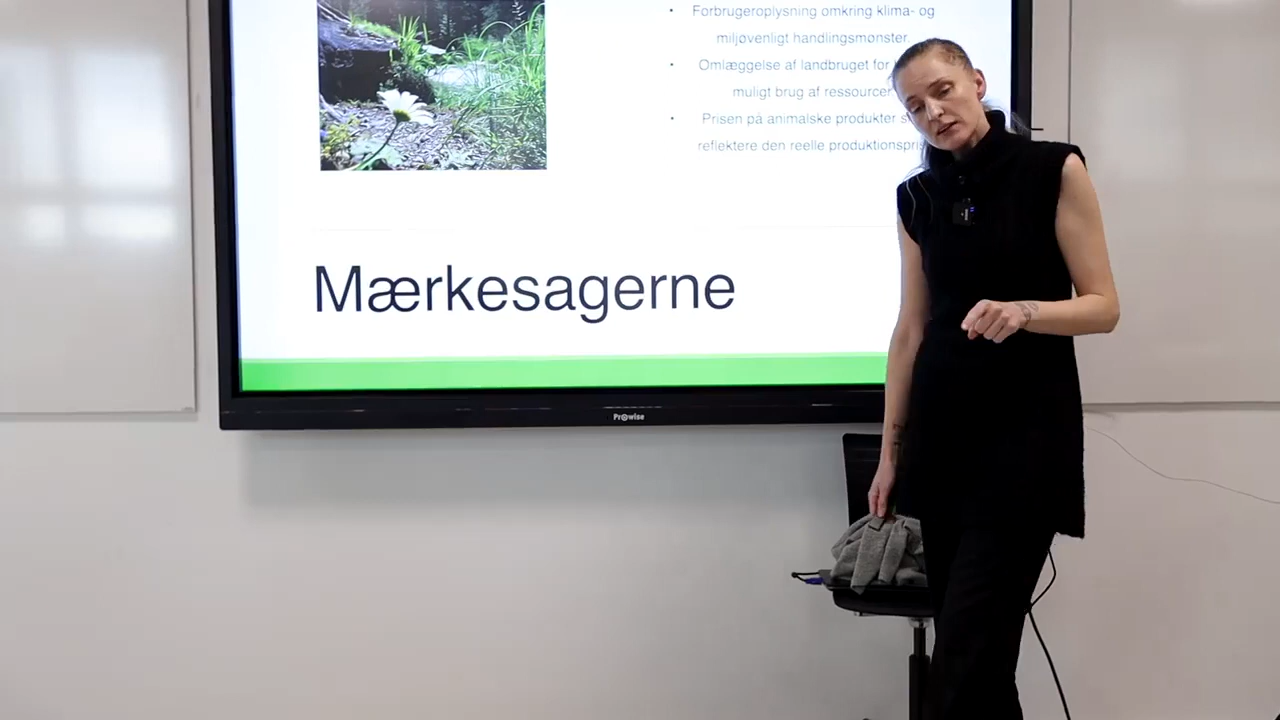 Forbrugeroplysning omkring klima- og
miljøvenligt handlingsmønster.
Omlæggelse af landbruget for
muligt brug af ressourcer
Prisen på animalske produkter
reflektere den reelle produktionspris
Mærkesagerne
Prowise